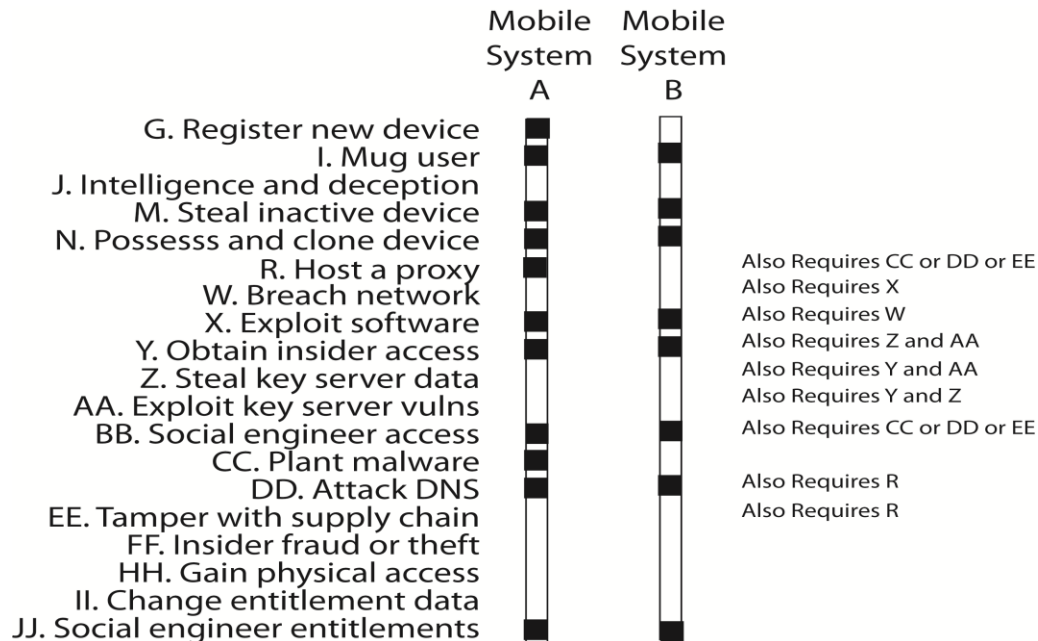 Mobile System A
Mobile System B
G. Register new device
I. Mug user
J. Intelligence and deception
M. Steal inactive device
N. Possesss and clone device
R. Host a proxy Also Requires CC or DD or EE
W. Breach network Also Requires X
X. Exploit software Also Requires W
Y. Obtain insider access Also Requires Z and AA
Z. Steal key server data Also Requires Y and AA
AA. Exploit key server vulns Also Requires Y and Z
BB. Social engineer access Also Requires CC or DD or EE
CC. Plant malware
DD. Attack DNS Also Requires R
EE. Tamper with supply chain Also Requires R
FF. Insider fraud or theft
HH. Gain physical access
II. Change entitlement data
JJ. Social engineer entitlements